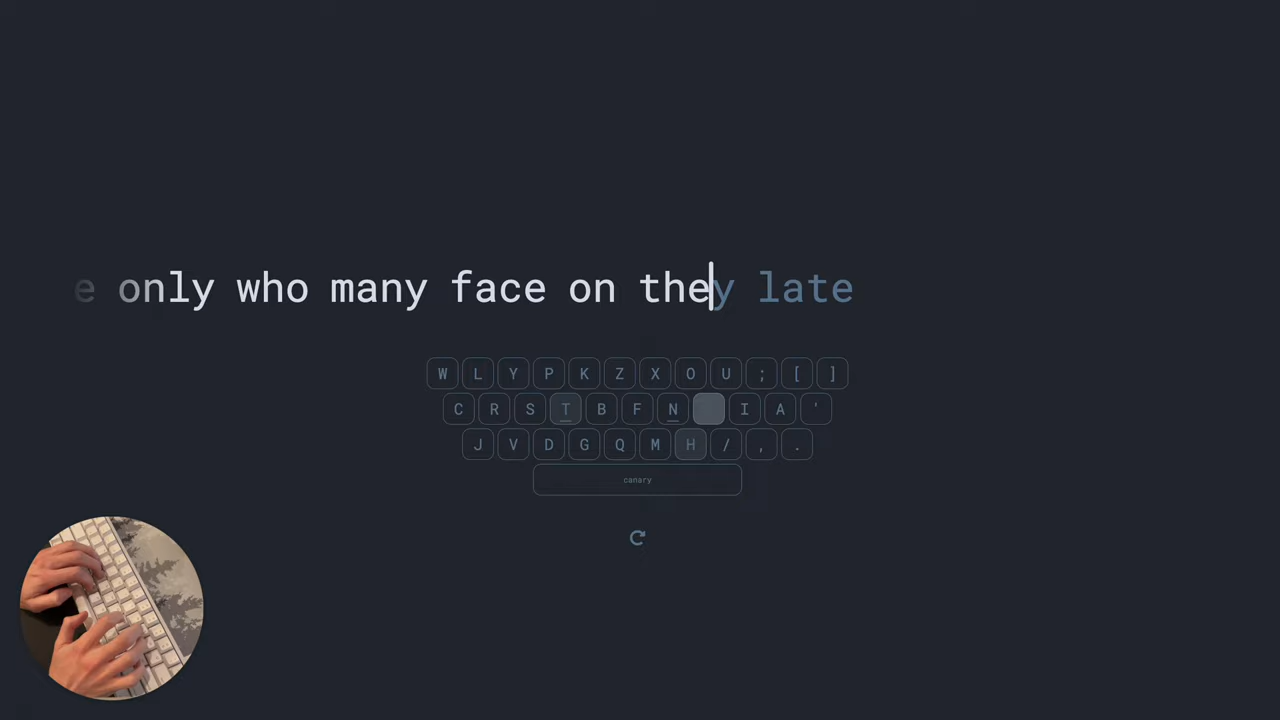 e only who many face on they late
W L Y P K Z X O U ; [ ]
C R S T B F N I A '
J V D G Q M H / , .
canary